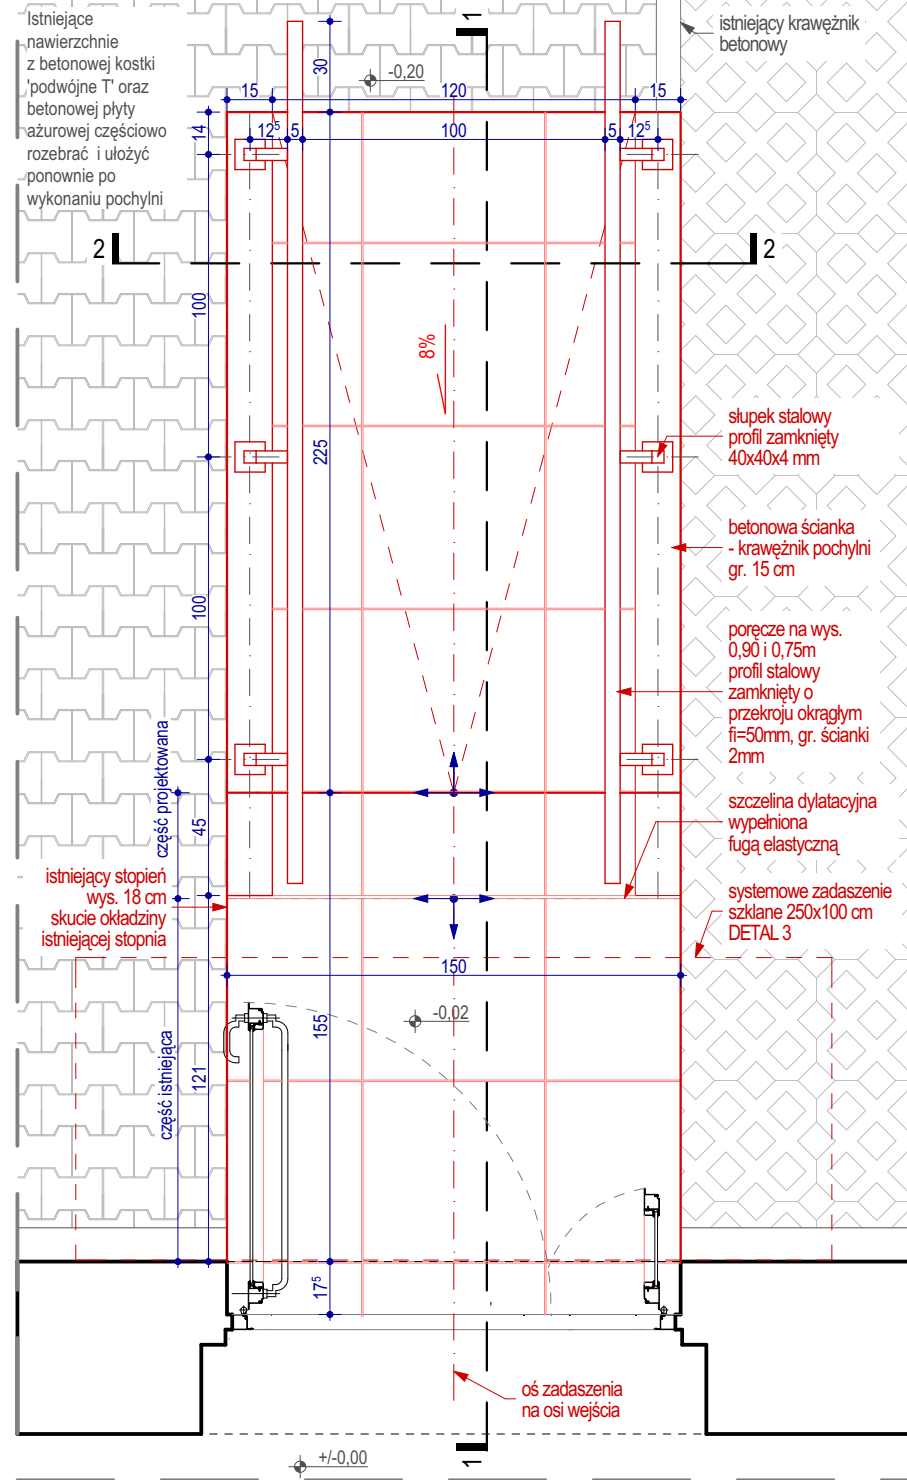 Istniejące
nawierzchnie
z betonowej kostki
'podwójne T' oraz
betonowej płyty
ażurowej częściowo
rozebrać i ułożyć
ponownie po
wykonaniu pochylni
1
istniejący krawężnik
betonowy
-0,20
30
15
120
15
14
12⁵
5
100
5
12⁵
2
2
100
8%
225
słupek stalowy
profil zamknięty
40x40x4 mm
betonowa ścianka
- krawężnik pochylni
gr. 15 cm
100
poręcze na wys.
0,90 i 0,75m
profil stalowy
zamknięty o
przekroju okrągłym
fi=50mm, gr. ścianki
2mm
część projektowana
45
szczelina dylatacyjna
wypełniona
fugą elastyczną
istniejący stopień
wys. 18 cm
skucie okładziny
istniejącej stopnia
systemowe zadaszenie
szklane 250x100 cm
DETAL 3
150
-0,02
155
część istniejąca
121
17⁵
oś zadaszenia
na osi wejścia
1
+/-0,00